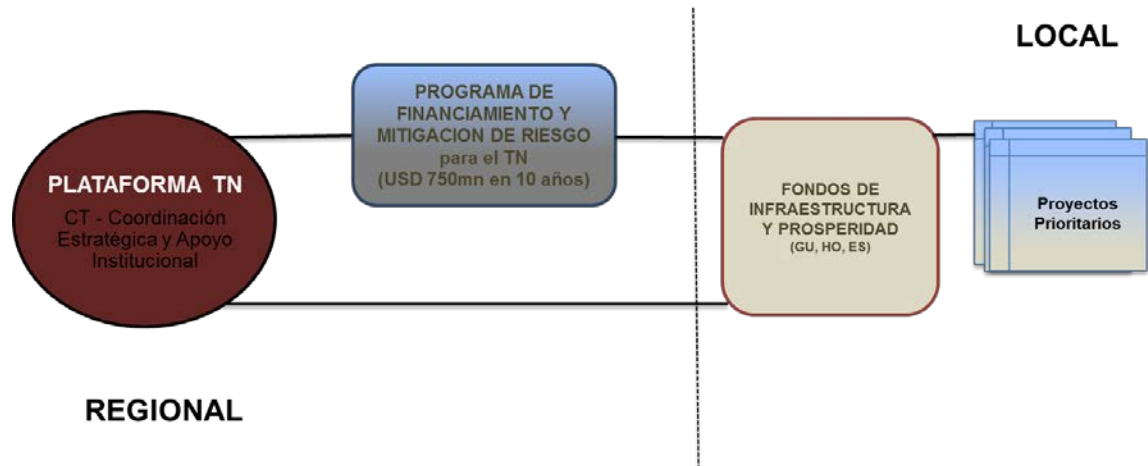 LOCAL
PROGRAMA DE
FINANCIAMIENTO Y
MITIGACION DE RIESGO
para el TN
(USD 750mn en 10 años)
PLATAFORMA TN
CT - Coordinación
Estratégica y Apoyo
Institucional
FONDOS DE
INFRAESTRUCTURA
Y PROSPERIDAD
(GU, HO, ES)
Proyectos
Prioritarios
REGIONAL